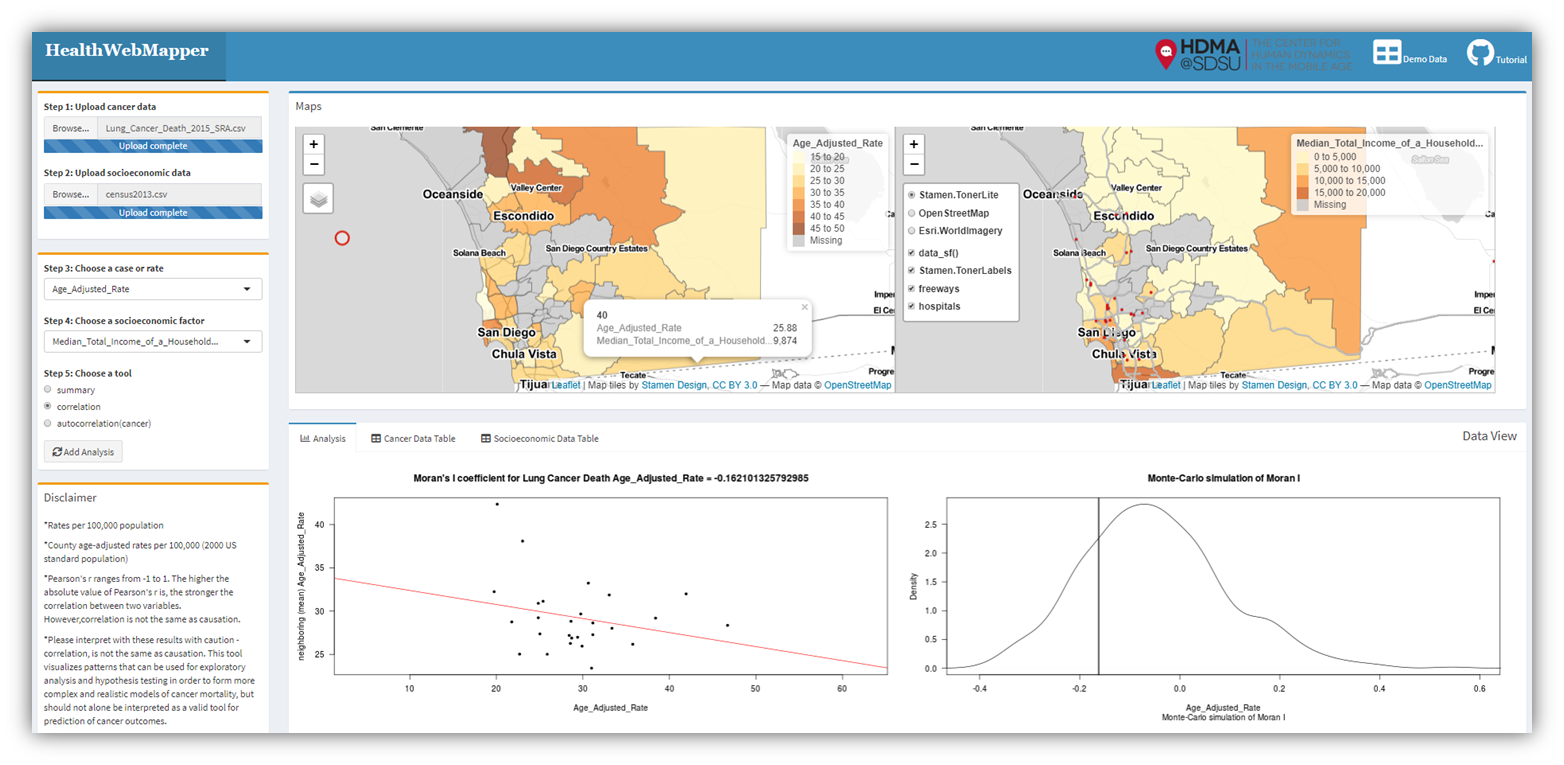 HealthWebMapper
HDMA
@SDSU
THE CENTER FOR
HUMAN DYNAMICS
IN THE MOBILE AGE
Demo Data
Tutorial
Step 1: Upload cancer data
Browse... Lung_Cancer_Death_2015_SRA.csv
Upload complete
Step 2: Upload socioeconomic data
Browse... census2013.csv
Upload complete
Step 3: Choose a case or rate
Age_Adjusted_Rate
Step 4: Choose a socioeconomic factor
Median_Total_Income_of_a_Household...
Step 5: Choose a tool
summary
correlation
autocorrelation(cancer)
Add Analysis
Disclaimer
*Rates per 100,000 population
*County age-adjusted rates per 100,000 (2000 US
standard population)
*Pearson's r ranges from -1 to 1. The higher the
absolute value of Pearson's r is, the stronger the
correlation between two variables.
However,correlation is not the same as causation.
*Please interpret with these results with caution -
correlation, is not the same as causation. This tool
visualizes patterns that can be used for exploratory
analysis and hypothesis testing in order to form more
complex and realistic models of cancer mortality, but
should not alone be interpreted as a valid tool for
prediction of cancer outcomes.
Maps
+
−
San Clemente
Oceanside
Valley Center
Escondido
Solana Beach
San Diego Country Estates
San Diego
Chula Vista
Tecate
Tijuan
Imper
El Ce
M
Progre
Ca
Age_Adjusted_Rate
15 to 20
20 to 25
25 to 30
30 to 35
35 to 40
40 to 45
45 to 50
Missing
×
40
Age_Adjusted_Rate 25.88
Median_Total_Income_of_a_Household... 9,874
Leaflet | Map tiles by Stamen Design, CC BY 3.0 — Map data © OpenStreetMap
+
−
San Clemente
Stamen.TonerLite
OpenStreetMap
Esri.WorldImagery
data_sf()
Stamen.TonerLabels
freeways
hospitals
Oceanside
Valley Center
Escondido
Solana Beach
San Diego Country Estates
San Diego
Chula Vista
Tecate
Tijua
Imper
El Ce
M
Progre
Ca
Salton Sea
Median_Total_Income_of_a_Household...
0 to 5,000
5,000 to 10,000
10,000 to 15,000
15,000 to 20,000
Missing
Leaflet | Map tiles by Stamen Design, CC BY 3.0 — Map data © OpenStreetMap
Analysis
Cancer Data Table
Socioeconomic Data Table
Data View
Moran's I coefficient for Lung Cancer Death Age_Adjusted_Rate = -0.162101325792985
neighboring (mean) Age_Adjusted_Rate
40
35
30
25
10 20 30 40 50 60
Age_Adjusted_Rate
Monte-Carlo simulation of Moran I
Density
2.5
2.0
1.5
1.0
0.5
0.0
-0.4 -0.2 0.0 0.2 0.4 0.6
Age_Adjusted_Rate
Monte-Carlo simulation of Moran I